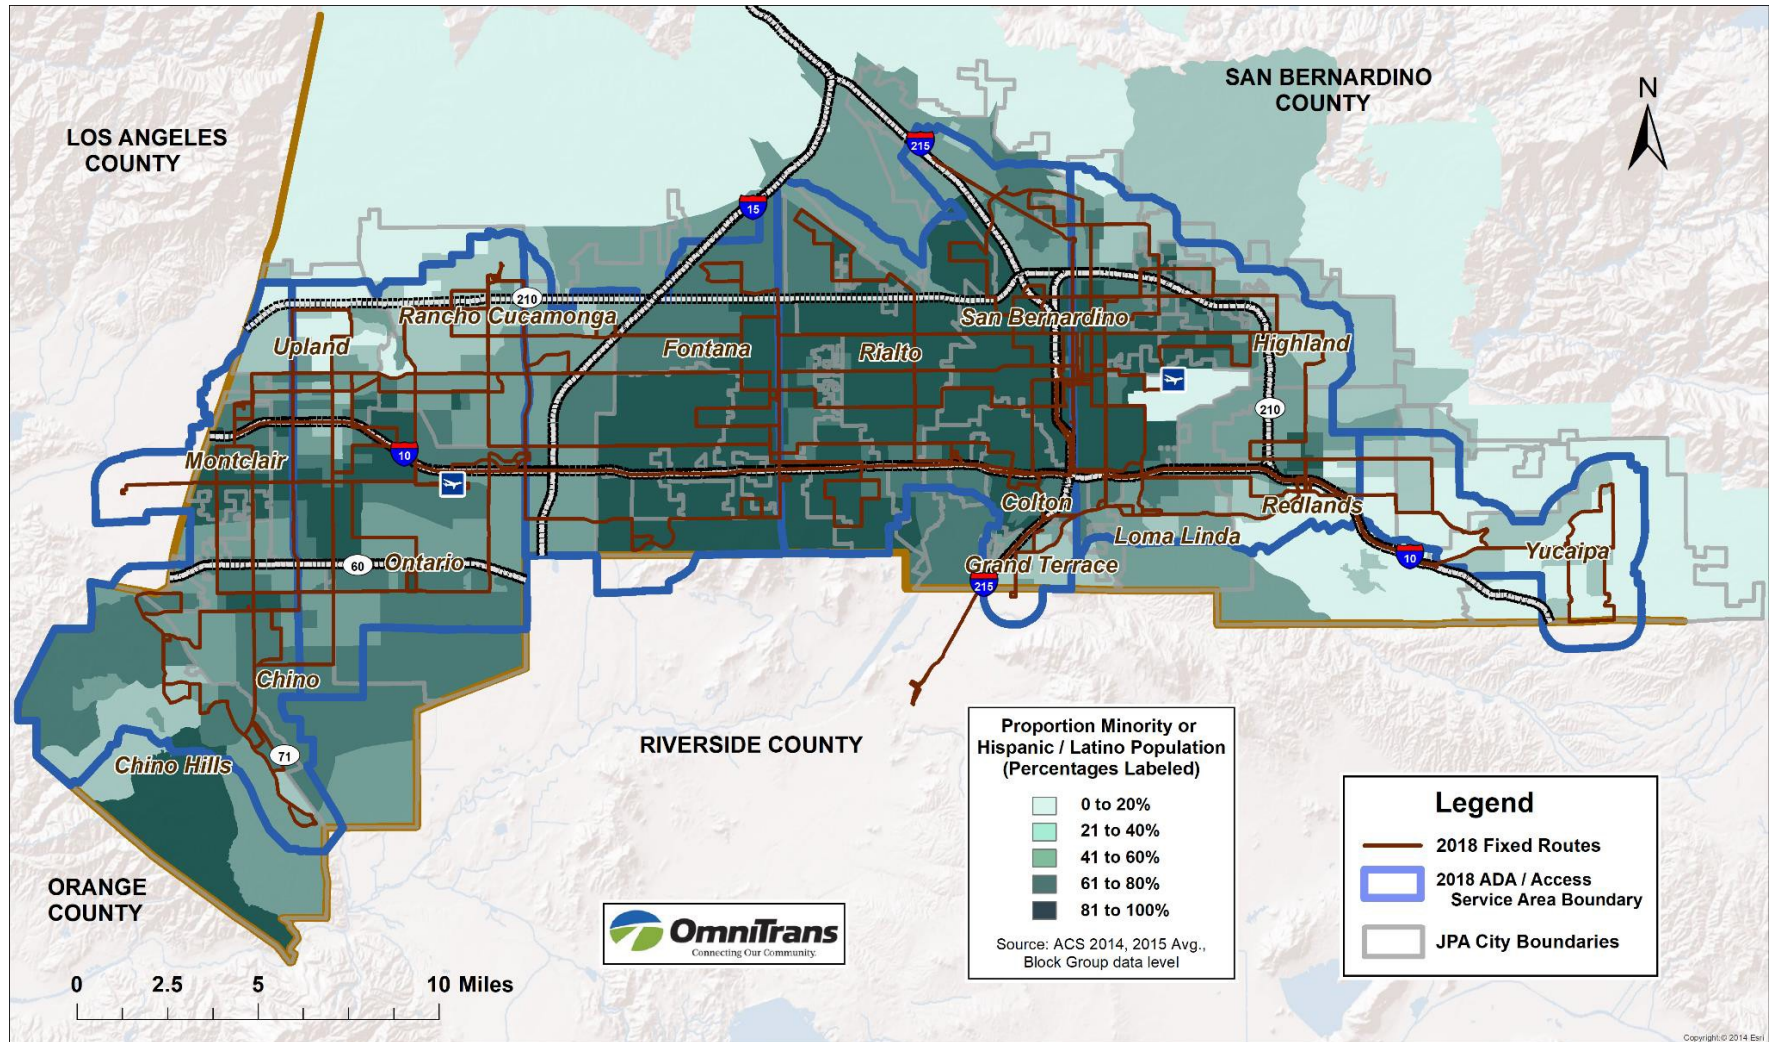 LOS ANGELES
COUNTY
SAN BERNARDINO
COUNTY
N
215
15
210
Rancho Cucamonga
San Bernardino
Upland
Fontana
Rialto
Highland
210
10
Montclair
Colton
Redlands
Loma Linda
Yucaipa
60
Ontario
Grand Terrace
10
215
Chino
71
Chino Hills
RIVERSIDE COUNTY
ORANGE
COUNTY
Proportion Minority or
Hispanic / Latino Population
(Percentages Labeled)
0 to 20%
21 to 40%
41 to 60%
61 to 80%
81 to 100%
Source: ACS 2014, 2015 Avg.,
Block Group data level
Legend
2018 Fixed Routes
2018 ADA / Access
Service Area Boundary
JPA City Boundaries
OmniTrans
Connecting Our Community.
0 2.5 5 10 Miles
Copyright:© 2014 Esri